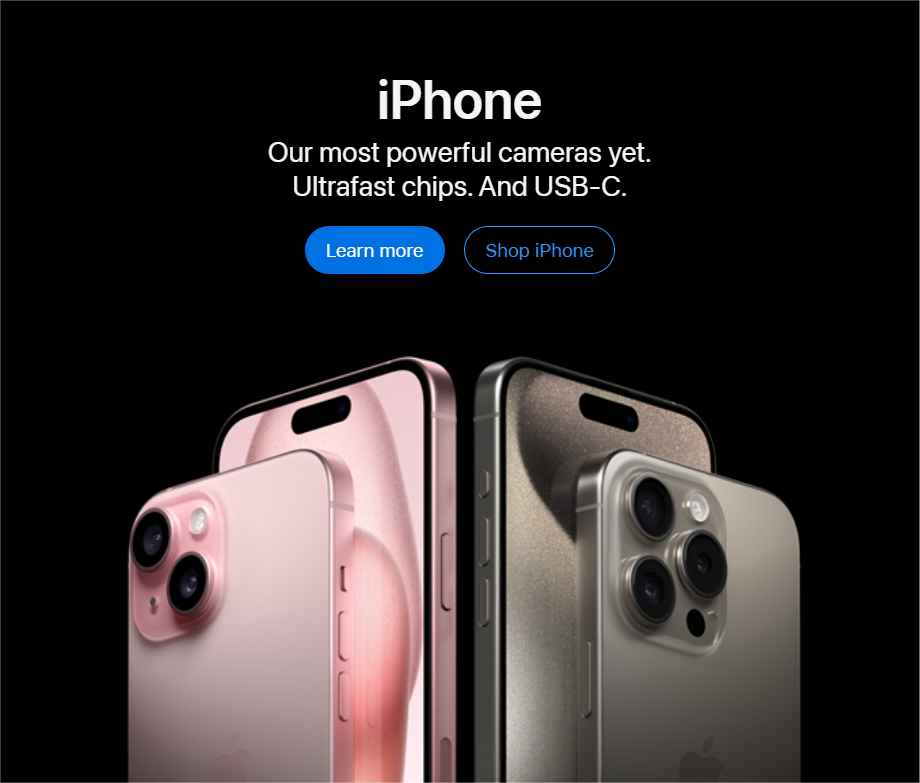 iPhone
Our most powerful cameras yet.
Ultrafast chips. And USB-C.
Learn more
Shop iPhone